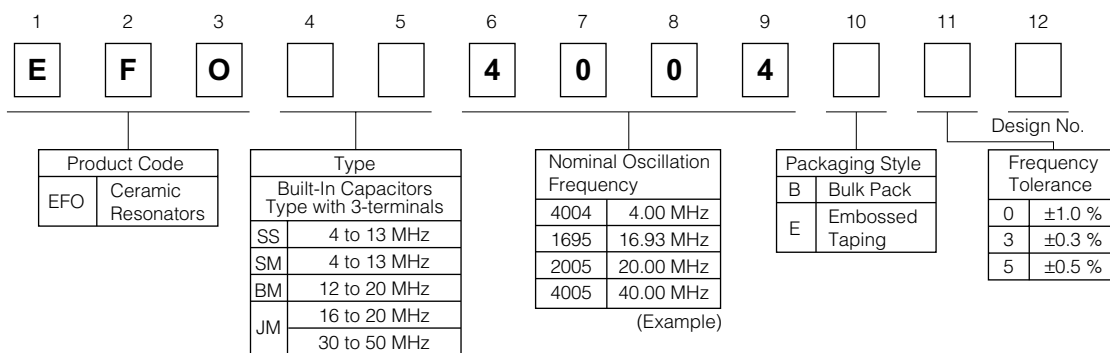 1 2 3 4 5 6 7 8 9 10 11 12
E F O 4 0 0 4
Design No.
Product Code
EFO Ceramic
Resonators
Type
Built-In Capacitors
Type with 3-terminals
SS 4 to 13 MHz
SM 4 to 13 MHz
BM 12 to 20 MHz
JM 16 to 20 MHz
30 to 50 MHz
Nominal Oscillation
Frequency
4004 4.00 MHz
1695 16.93 MHz
2005 20.00 MHz
4005 40.00 MHz
(Example)
Packaging Style
B Bulk Pack
E Embossed
Taping
Frequency
Tolerance
0 ±1.0 %
3 ±0.3 %
5 ±0.5 %